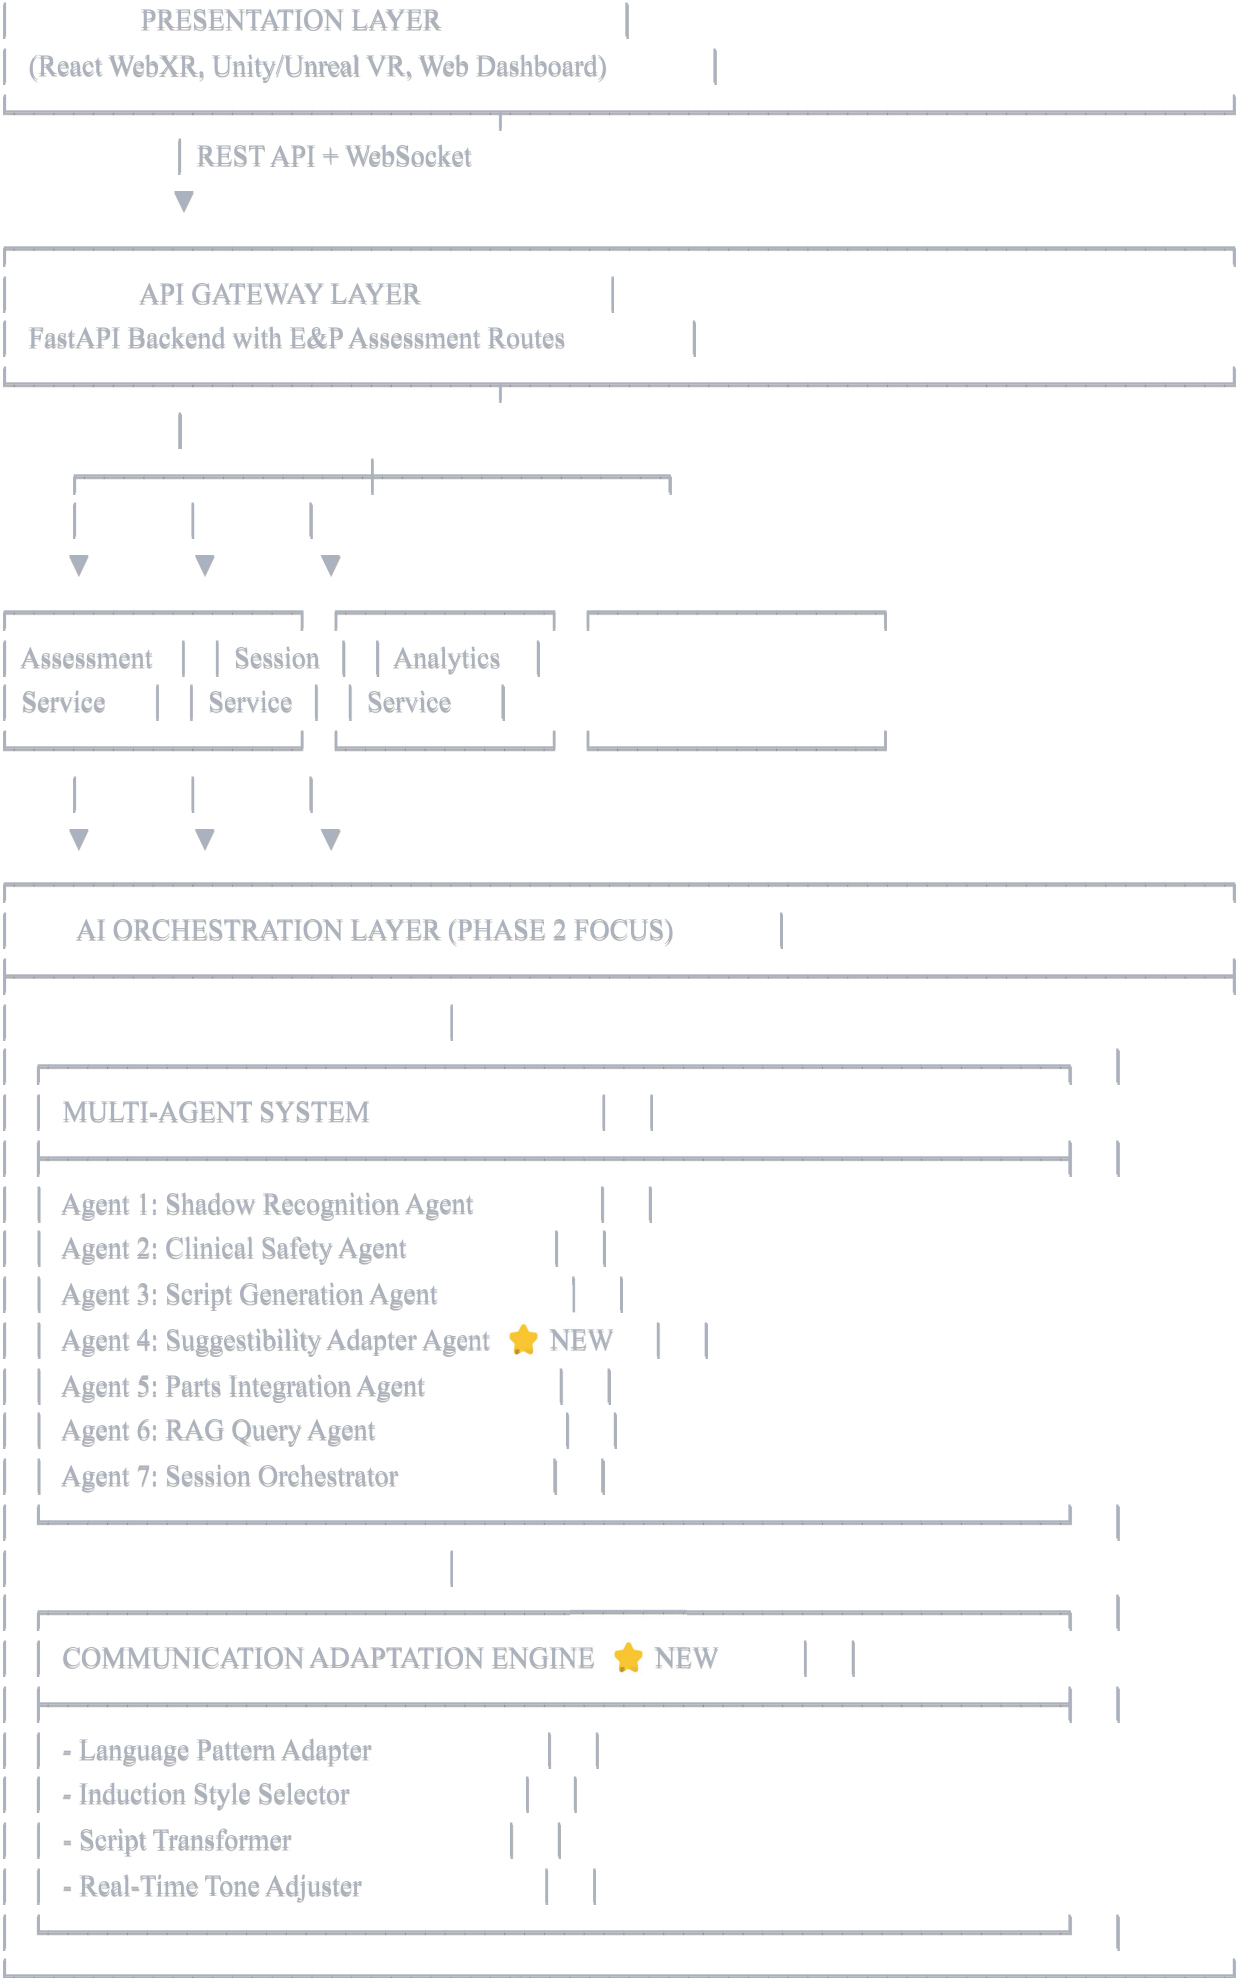 PRESENTATION LAYER
(React WebXR, Unity/Unreal VR, Web Dashboard)
REST API + WebSocket
API GATEWAY LAYER
FastAPI Backend with E&P Assessment Routes
Assessment Session Analytics
Service Service Service
AI ORCHESTRATION LAYER (PHASE 2 FOCUS)
MULTI-AGENT SYSTEM
Agent 1: Shadow Recognition Agent
Agent 2: Clinical Safety Agent
Agent 3: Script Generation Agent
Agent 4: Suggestibility Adapter Agent ⭐ NEW
Agent 5: Parts Integration Agent
Agent 6: RAG Query Agent
Agent 7: Session Orchestrator
COMMUNICATION ADAPTATION ENGINE ⭐ NEW
- Language Pattern Adapter
- Induction Style Selector
- Script Transformer
- Real-Time Tone Adjuster